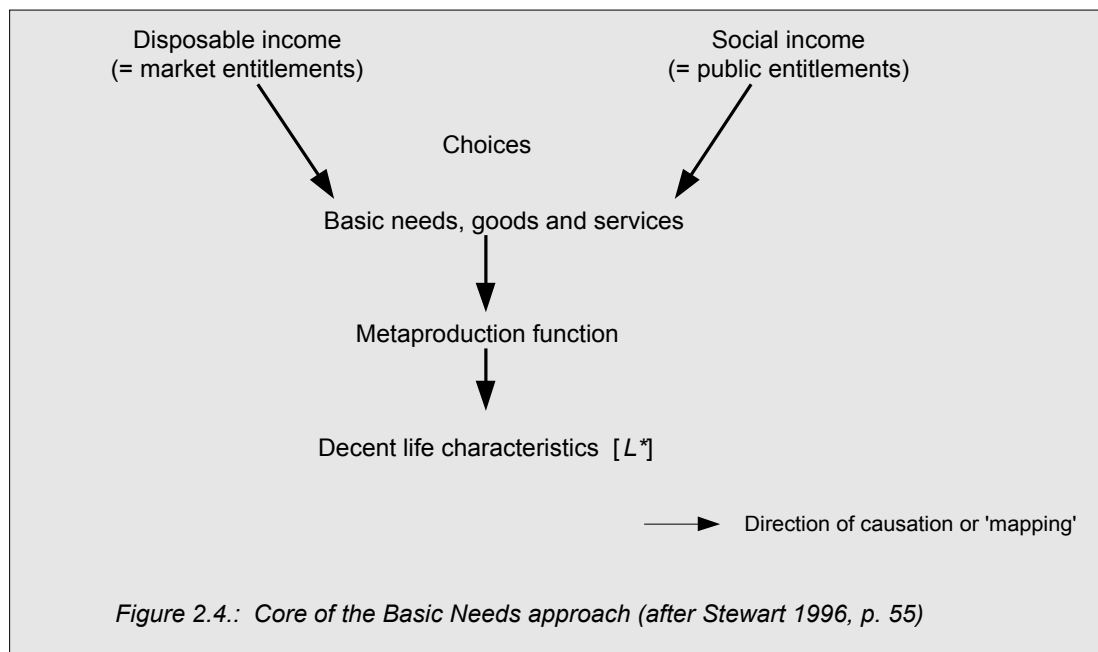 Disposable income
(= market entitlements)
Social income
(= public entitlements)
Choices
Basic needs, goods and services
Metaproduction function
Decent life characteristics [L*]
Direction of causation or 'mapping'
Figure 2.4.: Core of the Basic Needs approach (after Stewart 1996, p. 55)